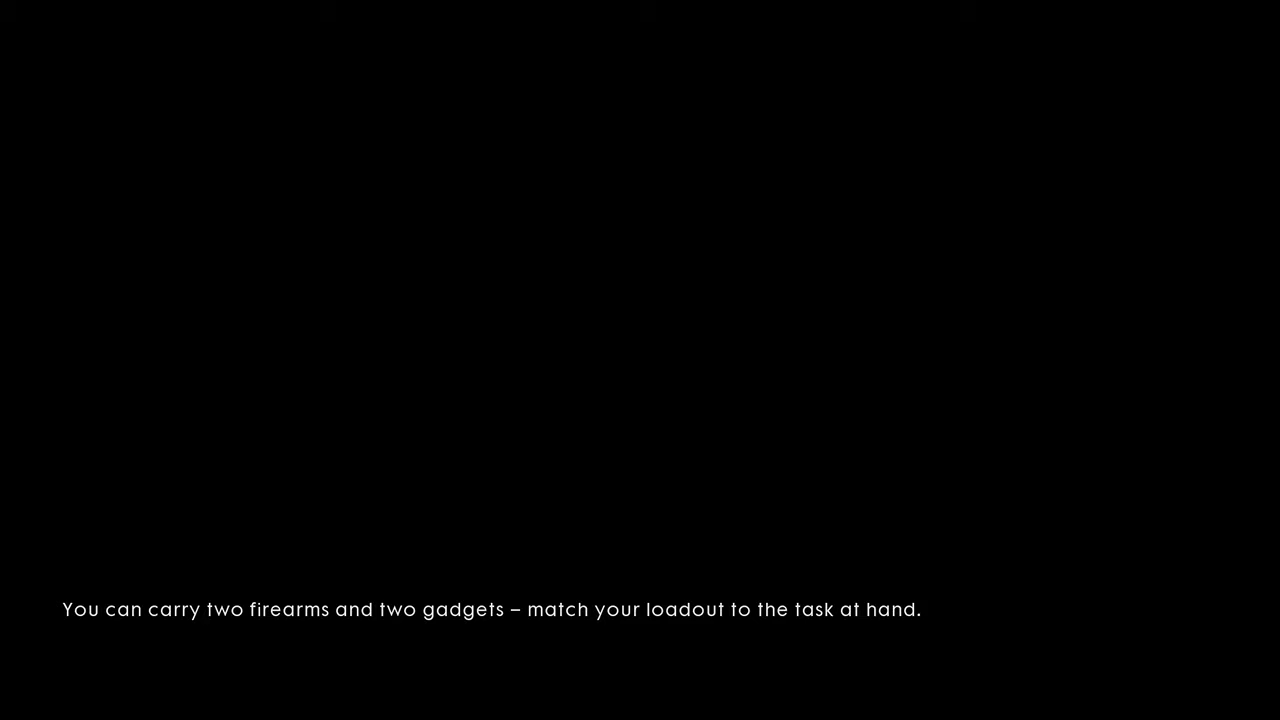 You can carry two firearms and two gadgets – match your loadout to the task at hand.